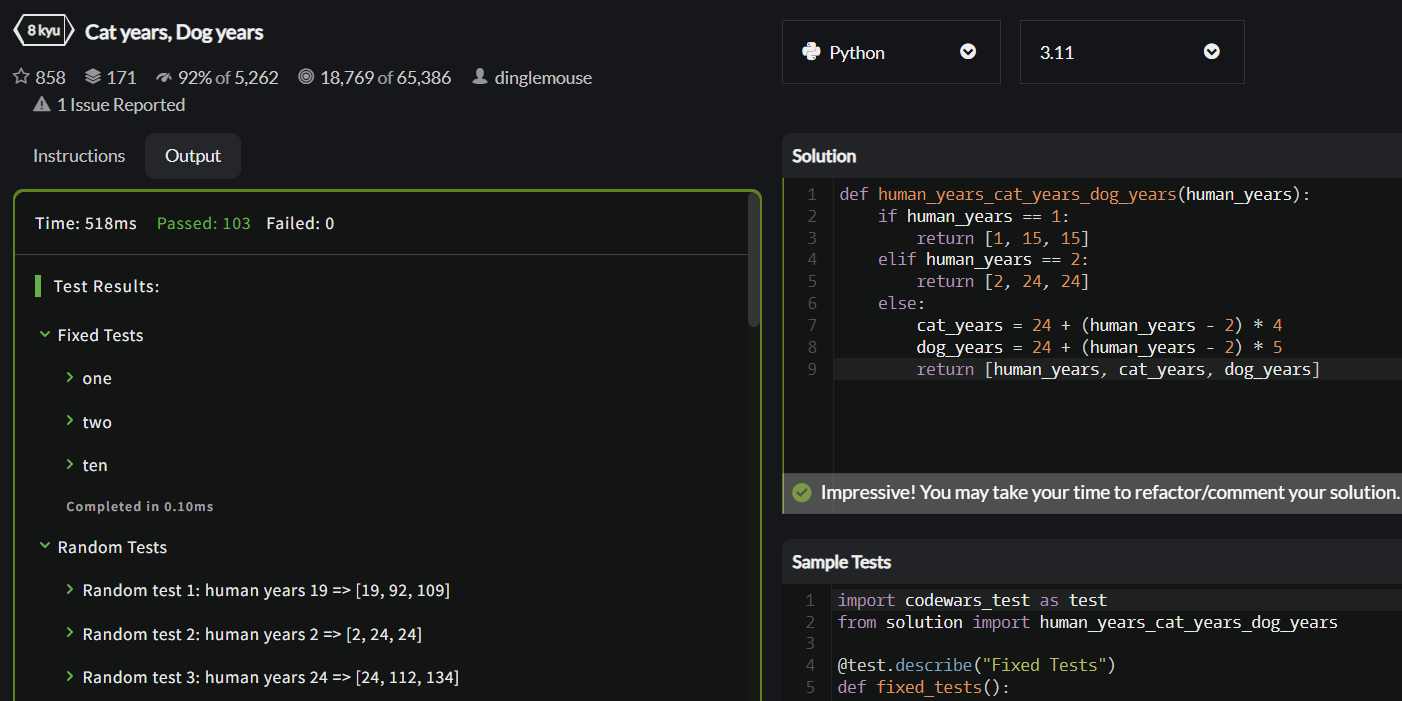 8 kyu Cat years, Dog years
858 171 92% of 5,262 18,769 of 65,386 dinglemouse
1 Issue Reported
Python 3.11
Instructions Output
Time: 518ms Passed: 103 Failed: 0
Test Results:
Fixed Tests
one
two
ten
Completed in 0.10ms
Random Tests
Random test 1: human years 19 => [19, 92, 109]
Random test 2: human years 2 => [2, 24, 24]
Random test 3: human years 24 => [24, 112, 134]
Solution
1 def human_years_cat_years_dog_years(human_years):
2     if human_years == 1:
3         return [1, 15, 15]
4     elif human_years == 2:
5         return [2, 24, 24]
6     else:
7         cat_years = 24 + (human_years - 2) * 4
8         dog_years = 24 + (human_years - 2) * 5
9         return [human_years, cat_years, dog_years]
Impressive! You may take your time to refactor/comment your solution.
Sample Tests
1 import codewars_test as test
2 from solution import human_years_cat_years_dog_years
3
4 @test.describe("Fixed Tests")
5 def fixed_tests():